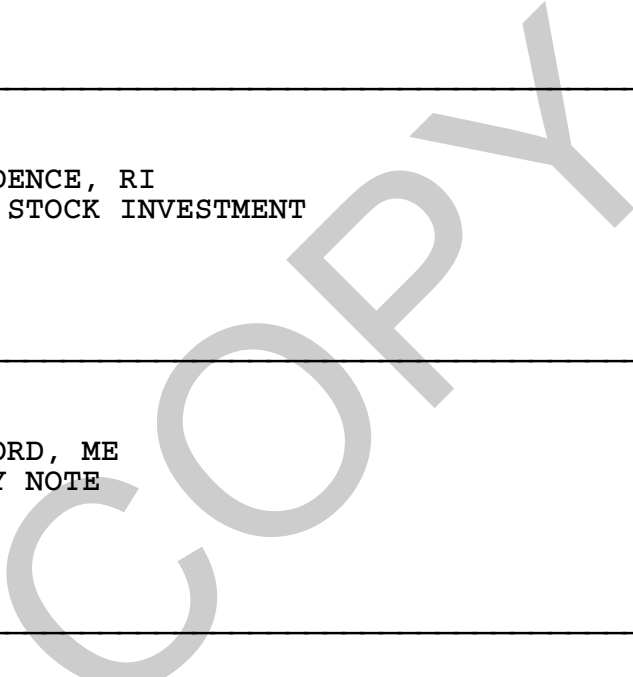 DENCE, RI
STOCK INVESTMENT
ORD, ME
Y NOTE
COPY